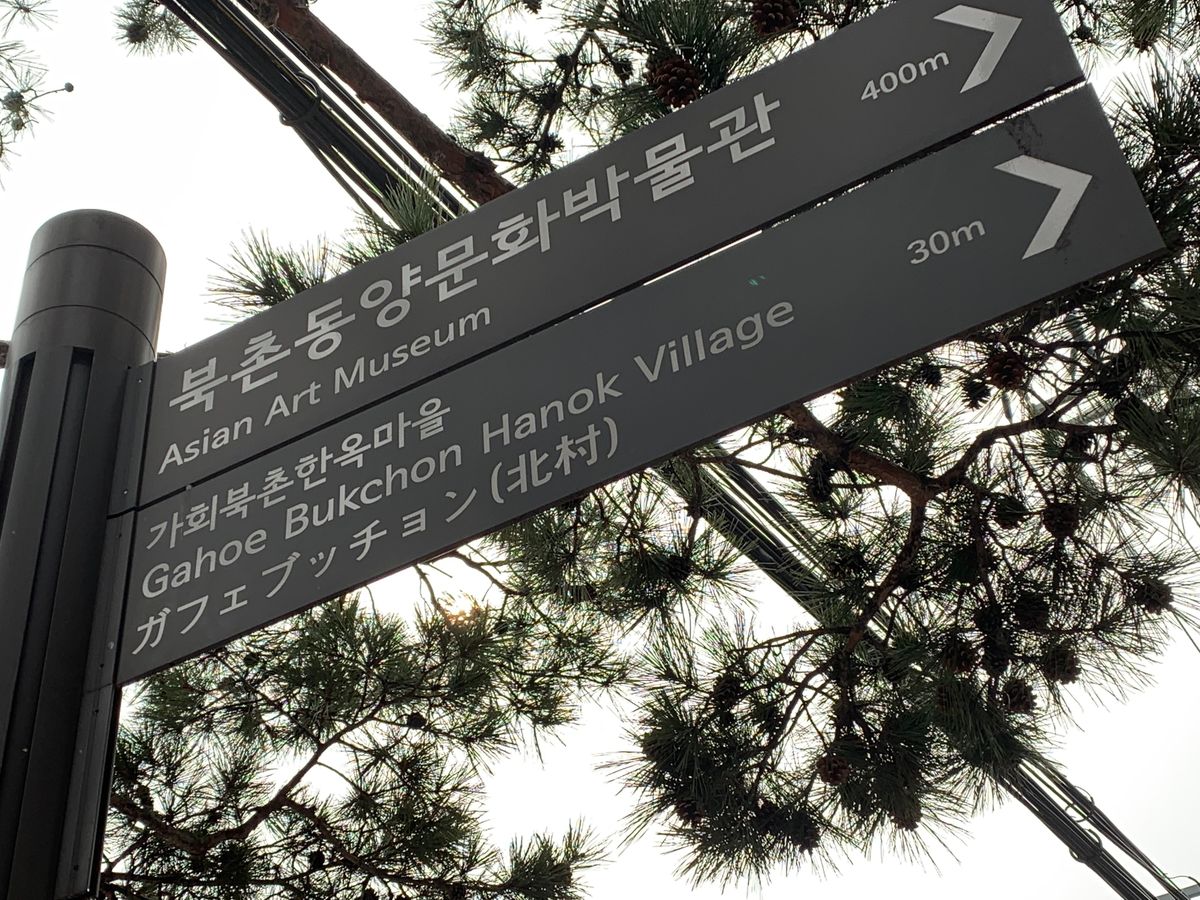 북촌동양문화박물관 400m
Asian Art Museum
가회북촌한옥마을
Gahoe Bukchon Hanok Village 30m
ガフェブッチョン(北村)